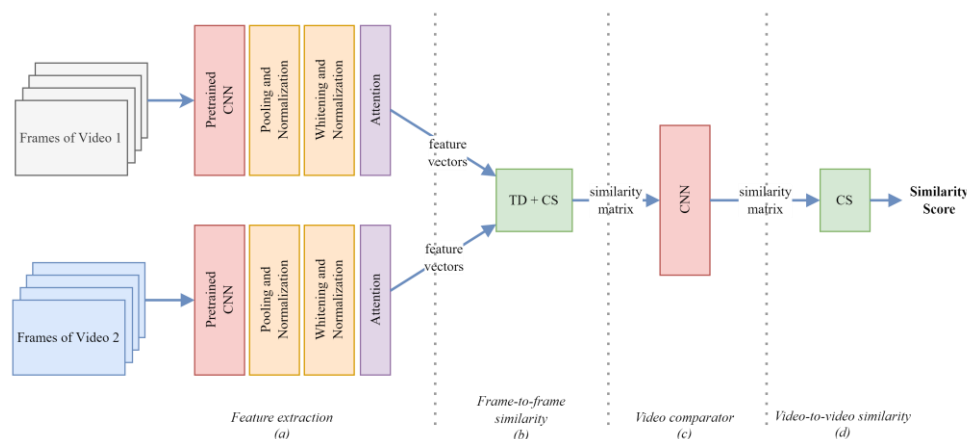 Frames of Video 1
Pretrained
CNN
Pooling and
Normalization
Whitening and
Normalization
Attention
feature
vectors
Frames of Video 2
Pretrained
CNN
Pooling and
Normalization
Whitening and
Normalization
Attention
feature
vectors
TD + CS
similarity
matrix
CNN
similarity
matrix
CS
Similarity
Score
Feature extraction
(a)
Frame-to-frame
similarity
(b)
Video comparator
(c)
Video-to-video similarity
(d)